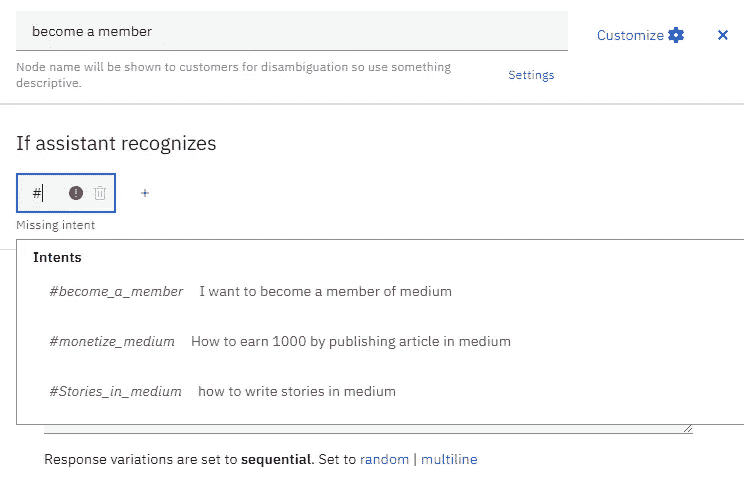 become a member
Customize
Node name will be shown to customers for disambiguation so use something
descriptive.
Settings
If assistant recognizes
#
Missing intent
Intents
#become_a_member I want to become a member of medium
#monetize_medium How to earn 1000 by publishing article in medium
#Stories_in_medium how to write stories in medium
Response variations are set to sequential. Set to random | multiline